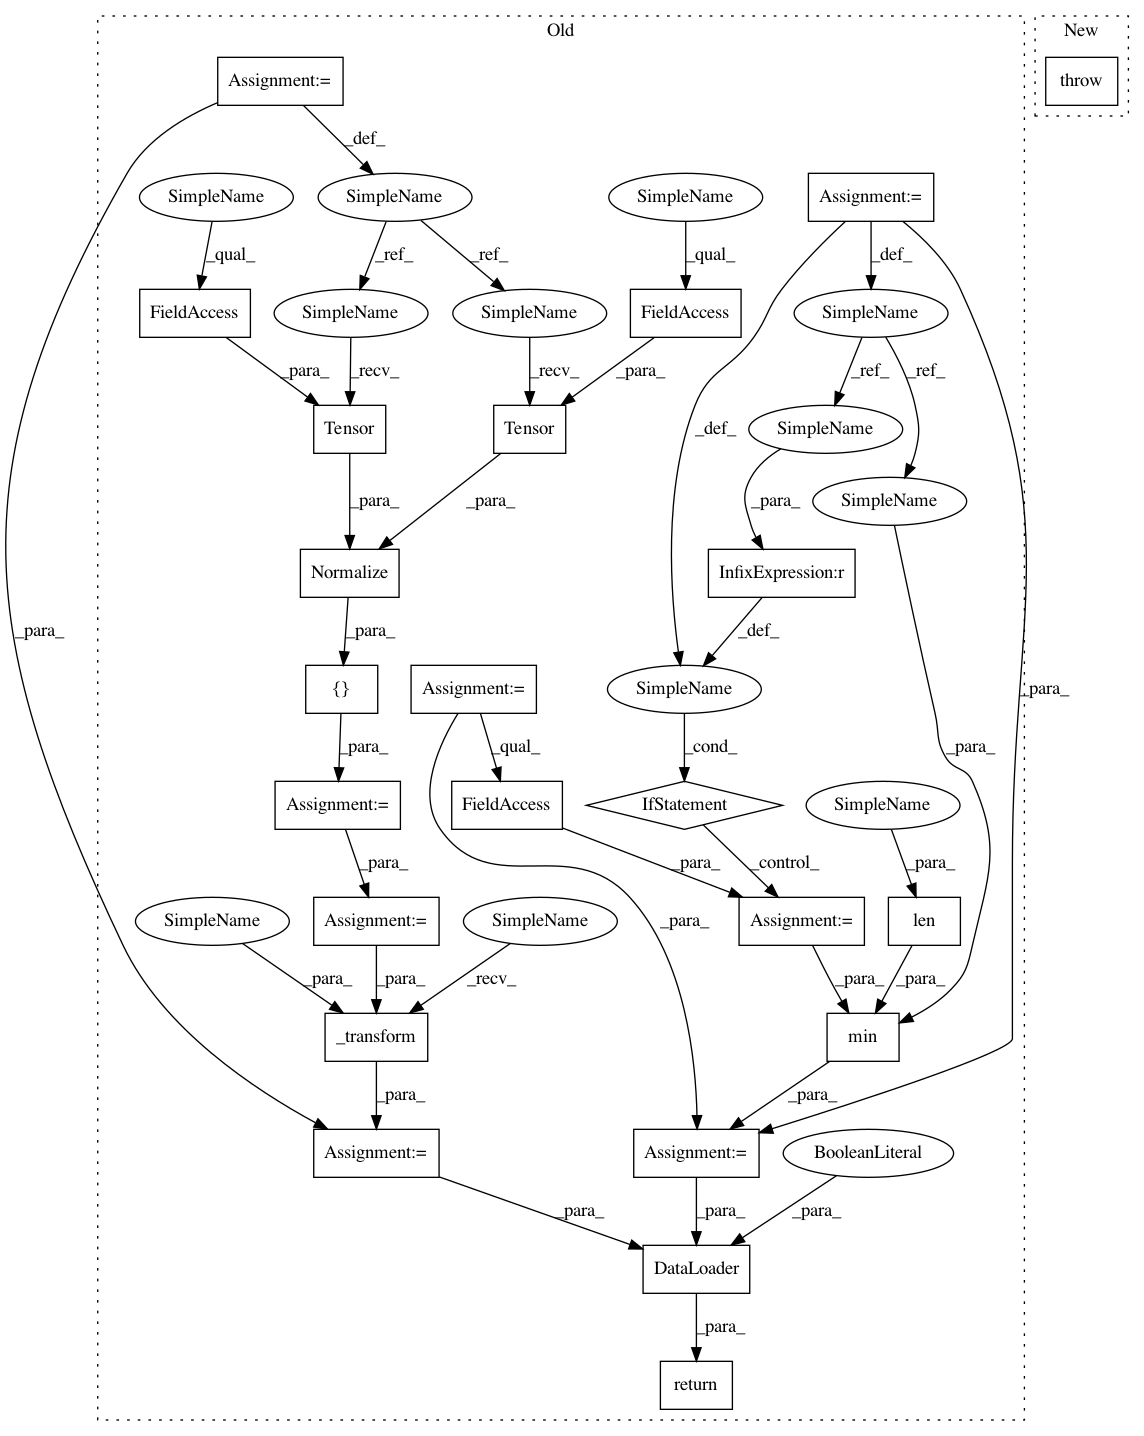 Old
New
Assignment:=
throw
_def_
SimpleName
SimpleName
SimpleName
Assignment:=
_qual_
_ref_
_ref_
_qual_
_def_
FieldAccess
SimpleName
SimpleName
FieldAccess
SimpleName
_para_
_recv_
_recv_
_para_
_ref_
_ref_
Tensor
Tensor
_def_
SimpleName
_para_
_para_
_para_
SimpleName
Normalize
InfixExpression:r
_para_
_para_
_def_
{}
Assignment:=
SimpleName
_para_
_para_
_qual_
_cond_
_para_
Assignment:=
FieldAccess
IfStatement
SimpleName
_para_
_para_
_control_
_para_
SimpleName
Assignment:=
SimpleName
_para_
Assignment:=
len
_para_
_para_
_recv_
_para_
_para_
_transform
min
_para_
_para_
Assignment:=
Assignment:=
BooleanLiteral
_para_
_para_
_para_
DataLoader
_para_
return